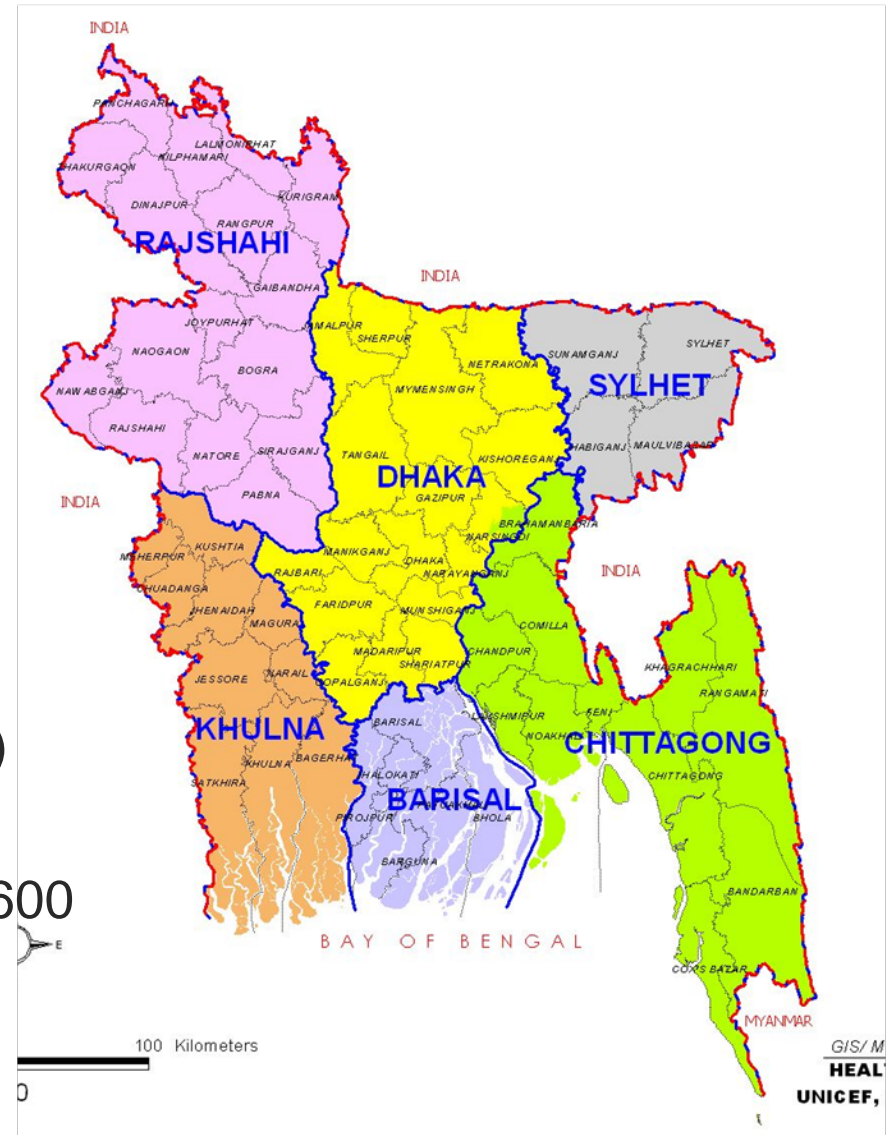 INDIA
PANCHAGARH
LALMONIRHAT
NILPHAMARI
THAKURGAON
KURIGRAM
DINAJPUR
RANGPUR
RAJSHAHI
INDIA
GAIBANDHA
JOYPURHAT
JAMALPUR
SHERPUR
SUNAMGANJ
SYLHET
NAOGAON
NETRAKONA
BOGRA
SYLHET
NAWABGANJ
MYMENSINGH
RAJSHAHI
HABIGANJ
MAULVIBAZAR
NATORE
SIRAJGANJ
TANGAIL
KISHOREGANJ
DHAKA
PABNA
GAZIPUR
INDIA
BRAHAMANBARIA
NARSINGDI
KUSHTIA
MANIKGANJ
MEHERPUR
DHAKA
RAJBARI
NARAYANGANJ
INDIA
CHUADANGA
JHENAIDAH
FARIDPUR
MUNSHIGANJ
MAGURA
COMILLA
MADARIPUR
CHANDPUR
SHARIATPUR
KHAGRACHHARI
JESSORE
NARAIL
GOPALGANJ
RANGAMATI
LAKSHMIPUR
FENI
BARISAL
KHULNA
NOAKHALI
CHITTAGONG
)
BAGERHAT
KHULNA
JHALOKATI
CHITTAGONG
SATKHIRA
BARISAL
PATUAKHALI
PIROJPUR
BHOLA
BARGUNA
600
BANDARBAN
E
BAY OF BENGAL
COX'S BAZAR
MYANMAR
100 Kilometers
GIS/ M
HEAL
0
UNICEF,